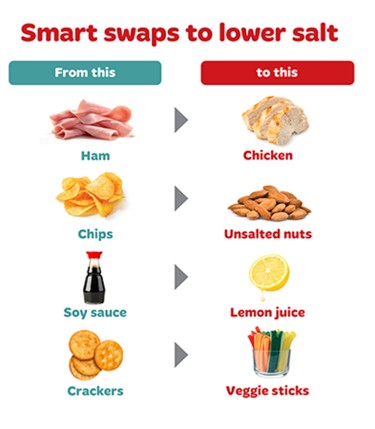 Smart swaps to lower salt
From this
to this
Ham
Chicken
Chips
Unsalted nuts
Soy sauce
Lemon juice
Crackers
Veggie sticks